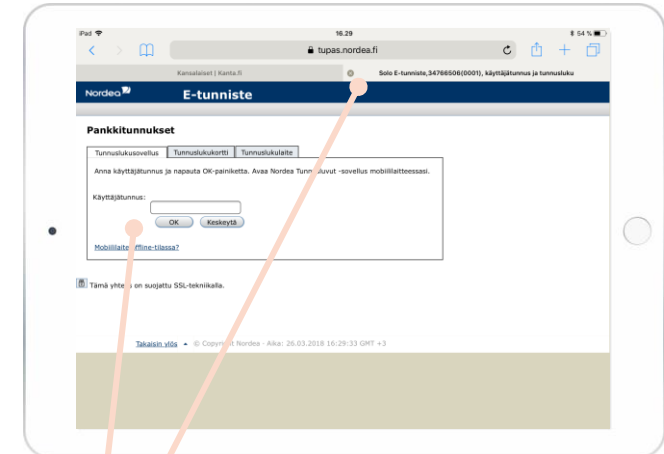 iPad 16.29 54 %
tupas.nordea.fi
Kansalaiset | Kanta.fi Solo E-tunniste,34766506(0001), käyttäjätunnus ja tunnusluku
Nordea E-tunniste
Pankkitunnukset
Tunnuslukusovellus Tunnuslukukortti Tunnuslukulaite
Anna käyttäjätunnus ja napauta OK-painiketta. Avaa Nordea Tunnusluvut -sovellus mobiililaitteessasi.
Käyttäjätunnus:
OK Keskeytä
Mobiililaite offline-tilassa?
Tämä yhteys on suojattu SSL-tekniikalla.
Takaisin ylös © Copyright Nordea - Aika: 26.03.2018 16:29:33 GMT +3